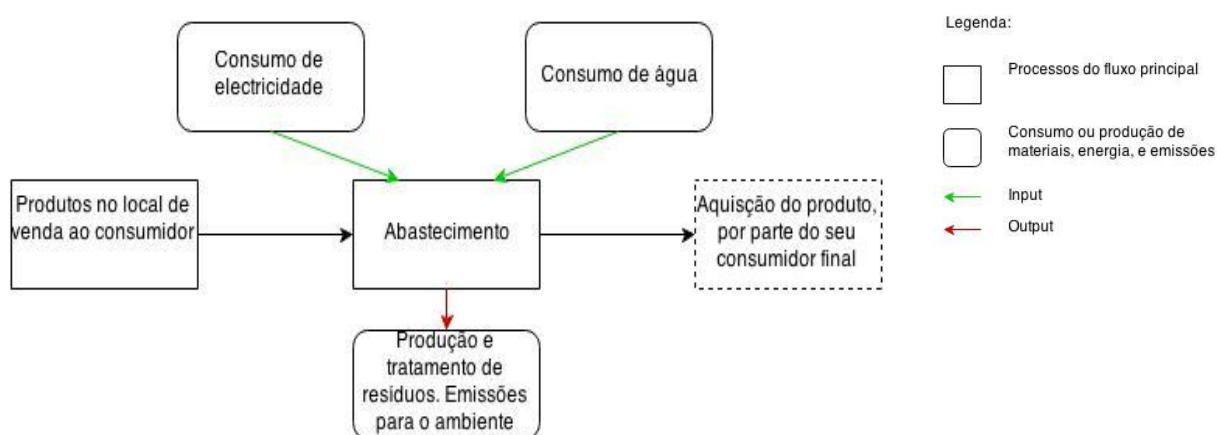 Consumo de
electricidade
Consumo de água
Produtos no local de
venda ao consumidor
Abastecimento
Aquisção do produto,
por parte do seu
consumidor final
Produção e
tratamento de
resíduos. Emissões
para o ambiente
Legenda:
Processos do fluxo principal
Consumo ou produção de
materiais, energia, e emissões
Input
Output